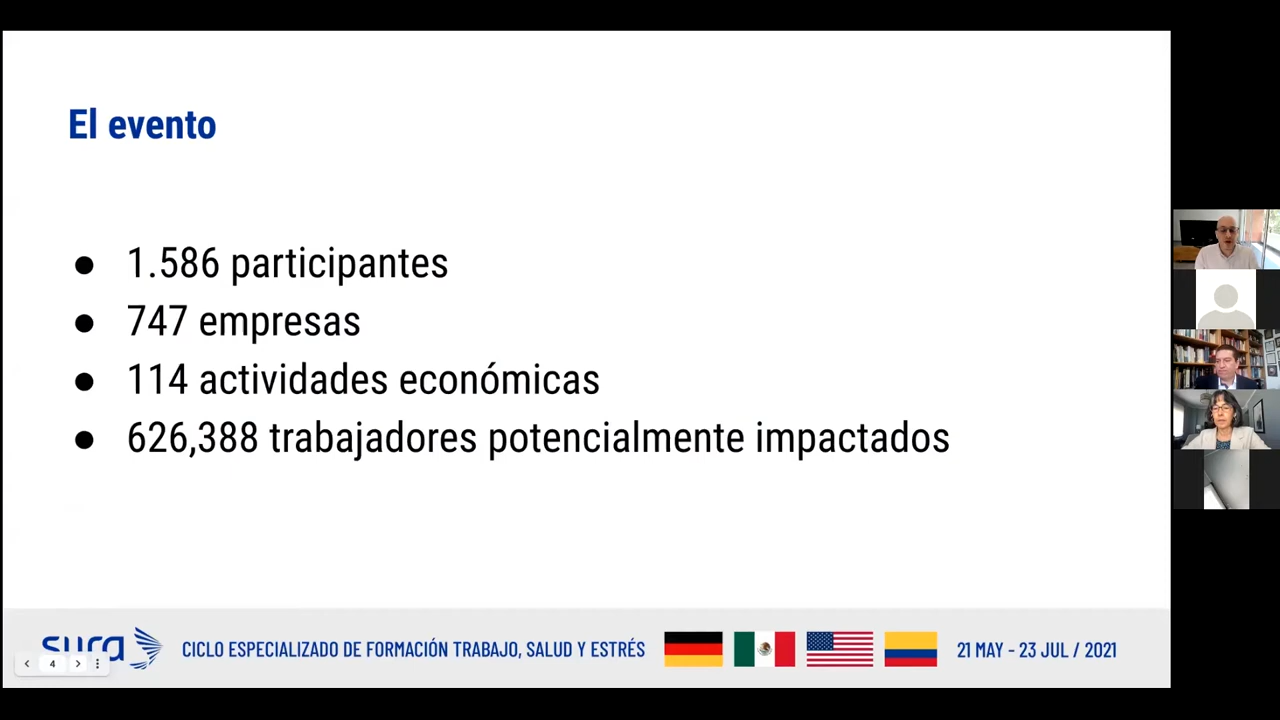 El evento
● 1.586 participantes
● 747 empresas
● 114 actividades económicas
● 626,388 trabajadores potencialmente impactados
sura
CICLO ESPECIALIZADO DE FORMACIÓN TRABAJO, SALUD Y ESTRÉS
21 MAY - 23 JUL / 2021
4